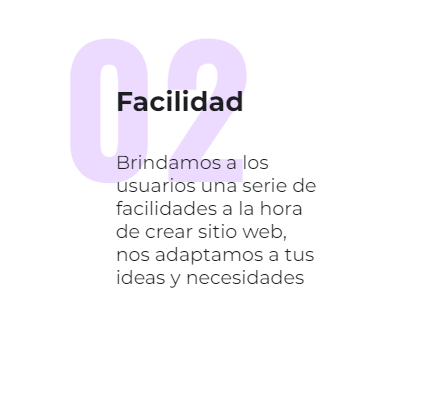 02
Facilidad
Brindamos a los
usuarios una serie de
facilidades a la hora
de crear sitio web,
nos adaptamos a tus
ideas y necesidades